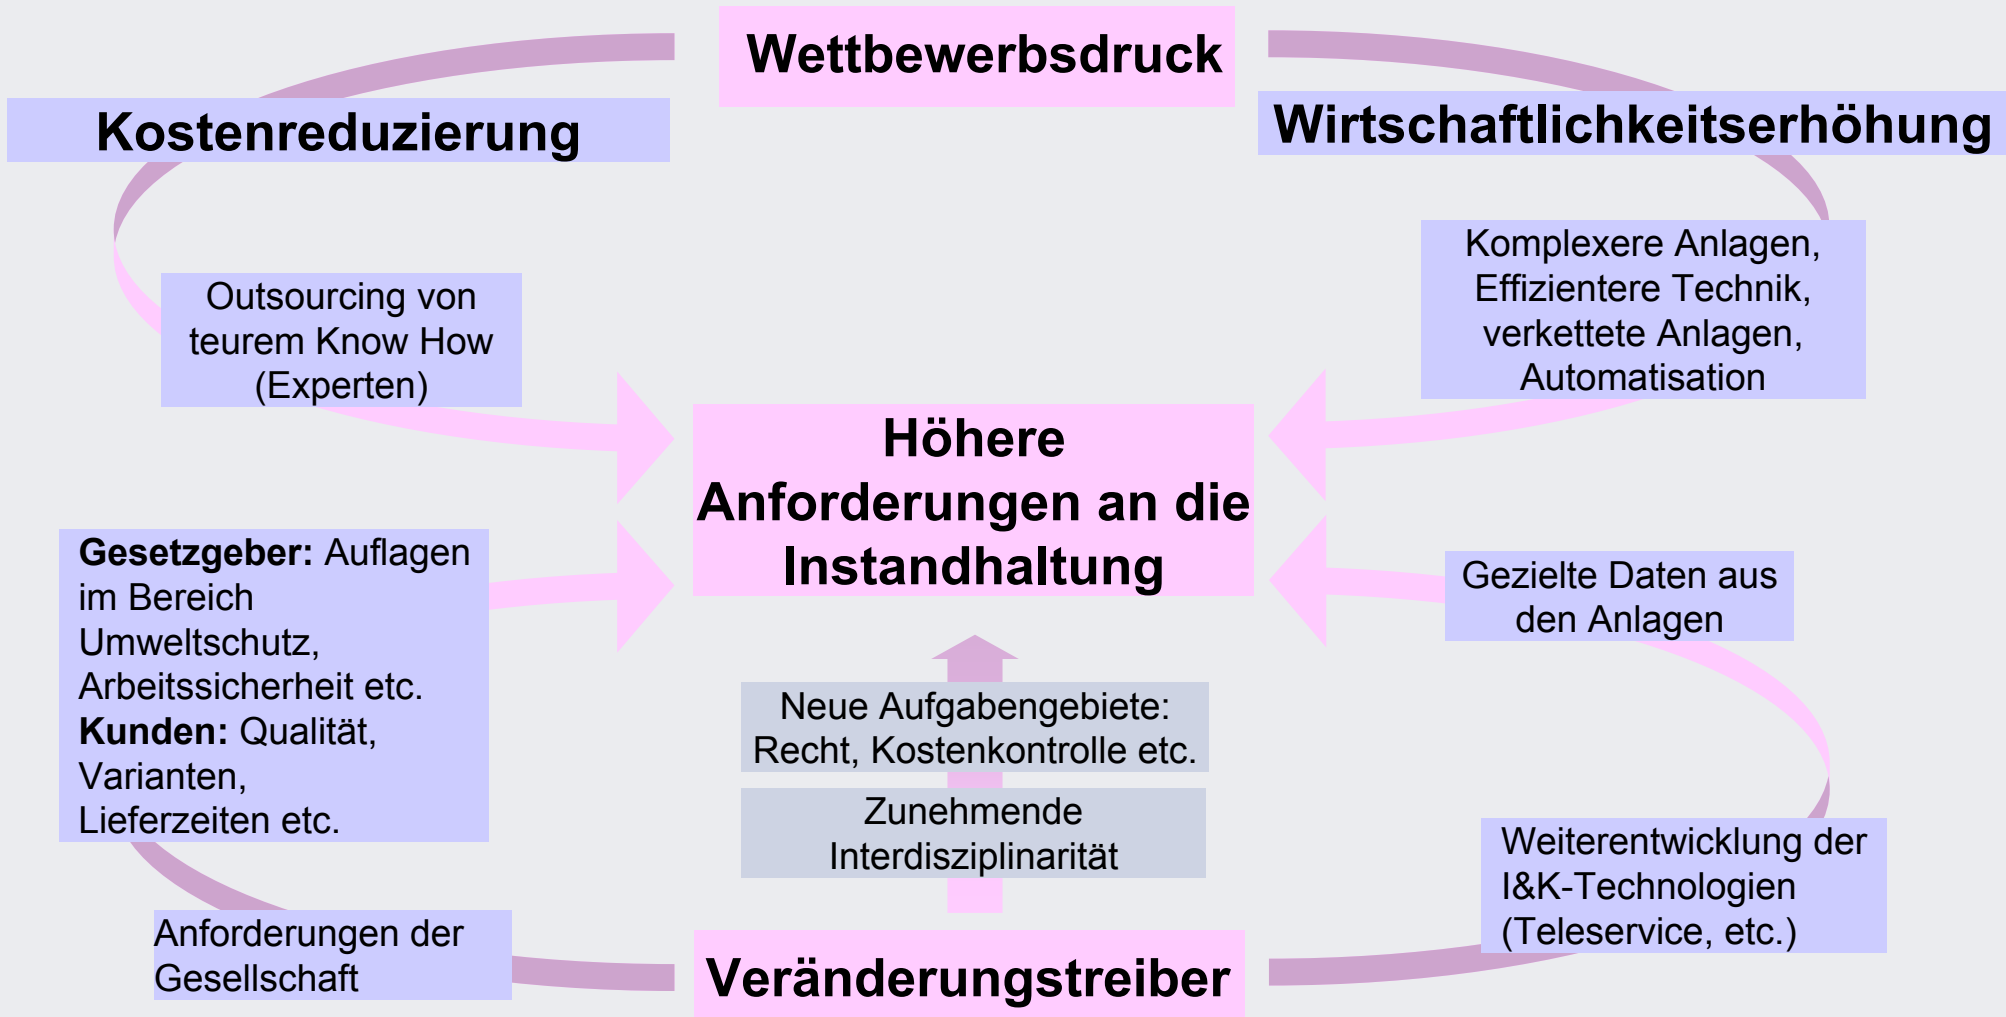 Wettbewerbsdruck
Kostenreduzierung
Wirtschaftlichkeitserhöhung
Outsourcing von
teurem Know How
(Experten)
Komplexere Anlagen,
Effizientere Technik,
verkettete Anlagen,
Automatisation
Höhere
Anforderungen an die
Instandhaltung
Gesetzgeber: Auflagen
im Bereich
Umweltschutz,
Arbeitssicherheit etc.
Kunden: Qualität,
Varianten,
Lieferzeiten etc.
Gezielte Daten aus
den Anlagen
Neue Aufgabengebiete:
Recht, Kostenkontrolle etc.
Zunehmende
Interdisziplinarität
Weiterentwicklung der
I&K-Technologien
(Teleservice, etc.)
Anforderungen der
Gesellschaft
Veränderungstreiber